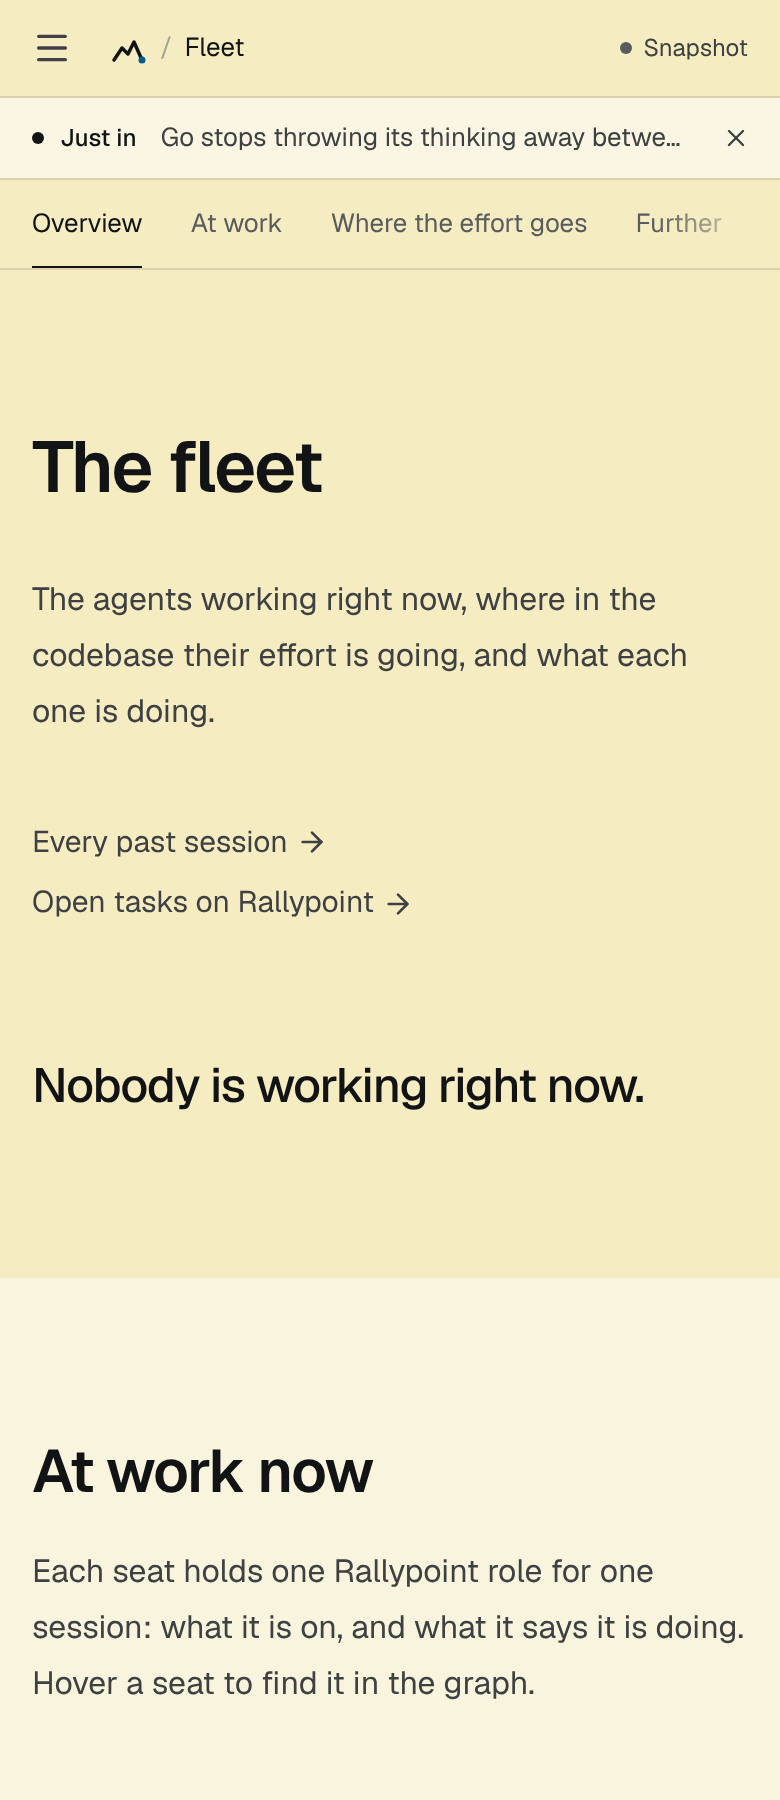 / Fleet
Snapshot
Just in Go stops throwing its thinking away betwe...
Overview At work Where the effort goes Further
The fleet
The agents working right now, where in the
codebase their effort is going, and what each
one is doing.
Every past session →
Open tasks on Rallypoint →
Nobody is working right now.
At work now
Each seat holds one Rallypoint role for one
session: what it is on, and what it says it is doing.
Hover a seat to find it in the graph.